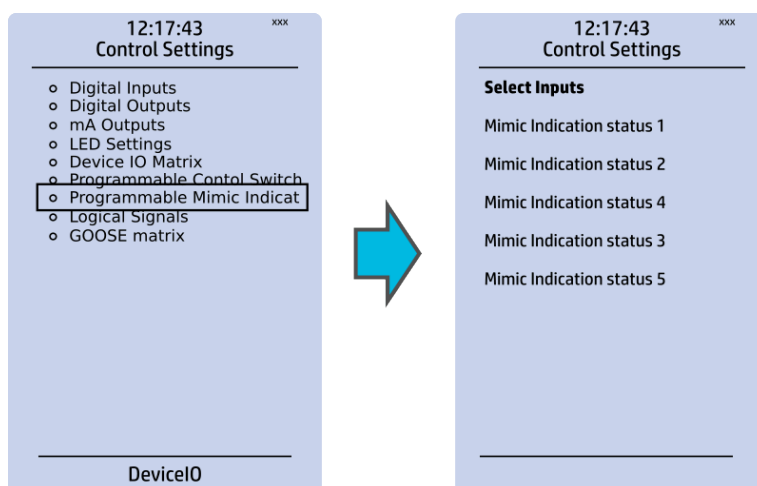 12:17:43 xxx
Control Settings
Digital Inputs
Digital Outputs
mA Outputs
LED Settings
Device IO Matrix
Programmable Contol Switch
Programmable Mimic Indicat
Logical Signals
GOOSE matrix
DeviceIO
12:17:43 xxx
Control Settings
Select Inputs
Mimic Indication status 1
Mimic Indication status 2
Mimic Indication status 4
Mimic Indication status 3
Mimic Indication status 5